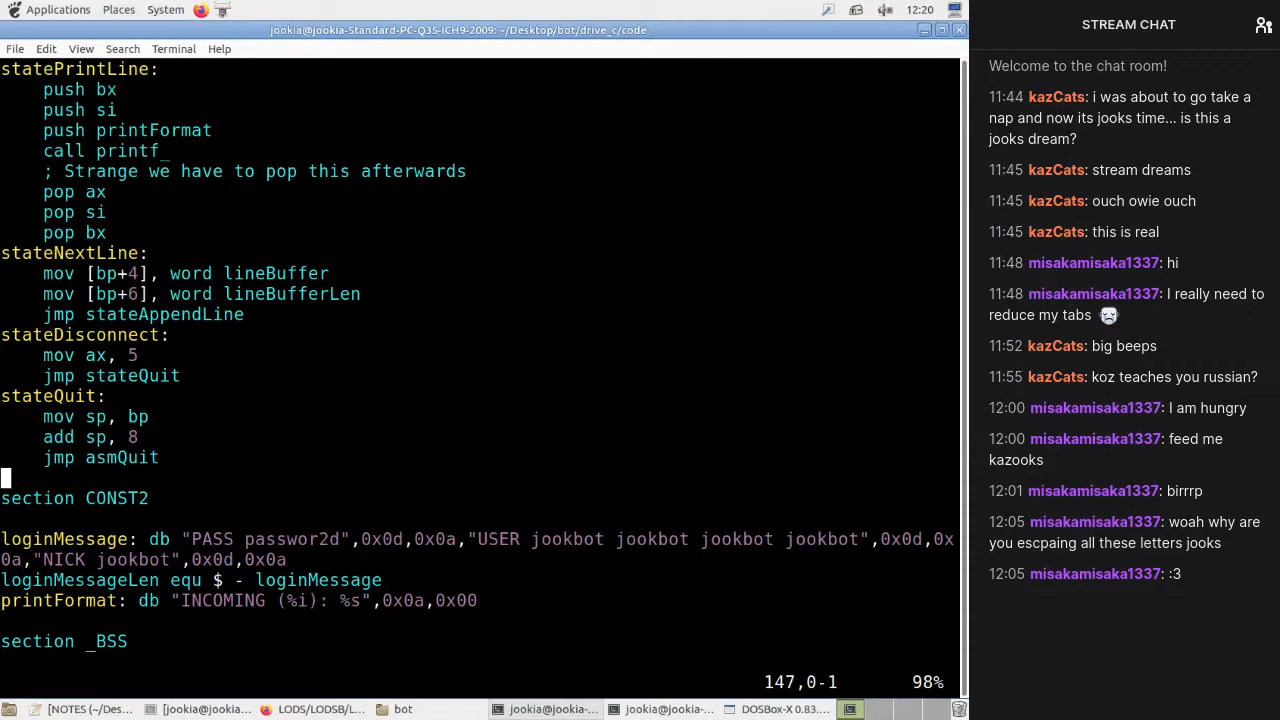 Applications Places System 12:20
jookia@jookia-Standard-PC-Q35-ICH9-2009: ~/Desktop/bot/drive_c/code
File Edit View Search Terminal Help
statePrintLine:
push bx
push si
push printFormat
call printf_
; Strange we have to pop this afterwards
pop ax
pop si
pop bx
stateNextLine:
mov [bp+4], word lineBuffer
mov [bp+6], word lineBufferLen
jmp stateAppendLine
stateDisconnect:
mov ax, 5
jmp stateQuit
stateQuit:
mov sp, bp
add sp, 8
jmp asmQuit
section CONST2
loginMessage: db "PASS passwor2d",0x0d,0x0a,"USER jookbot jookbot jookbot jookbot",0x0d,0x
0a,"NICK jookbot",0x0d,0x0a
loginMessageLen equ $ - loginMessage
printFormat: db "INCOMING (%i): %s",0x0a,0x00
section _BSS
147,0-1 98%
[NOTES (~/Des... [jookia@jookia... LODS/LODSB/L... bot jookia@jookia-... jookia@jookia-... DOSBox-X 0.83....
STREAM CHAT
Welcome to the chat room!
11:44 kazCats: i was about to go take a
nap and now its jooks time... is this a
jooks dream?
11:45 kazCats: stream dreams
11:45 kazCats: ouch owie ouch
11:45 kazCats: this is real
11:48 misakamisaka1337: hi
11:48 misakamisaka1337: I really need to
reduce my tabs
11:52 kazCats: big beeps
11:55 kazCats: koz teaches you russian?
12:00 misakamisaka1337: I am hungry
12:00 misakamisaka1337: feed me
kazooks
12:01 misakamisaka1337: birrrp
12:05 misakamisaka1337: woah why are
you escpaing all these letters jooks
12:05 misakamisaka1337: :3